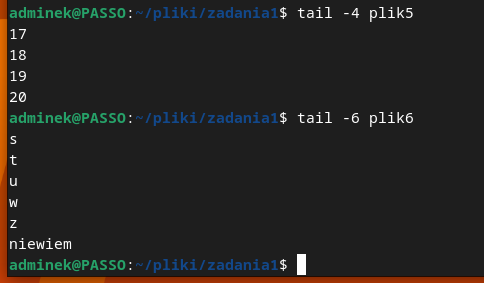 adminek@PASSO:~/pliki/zadania1$ tail -4 plik5
17
18
19
20
adminek@PASSO:~/pliki/zadania1$ tail -6 plik6
s
t
u
w
z
niewiem
adminek@PASSO:~/pliki/zadania1$